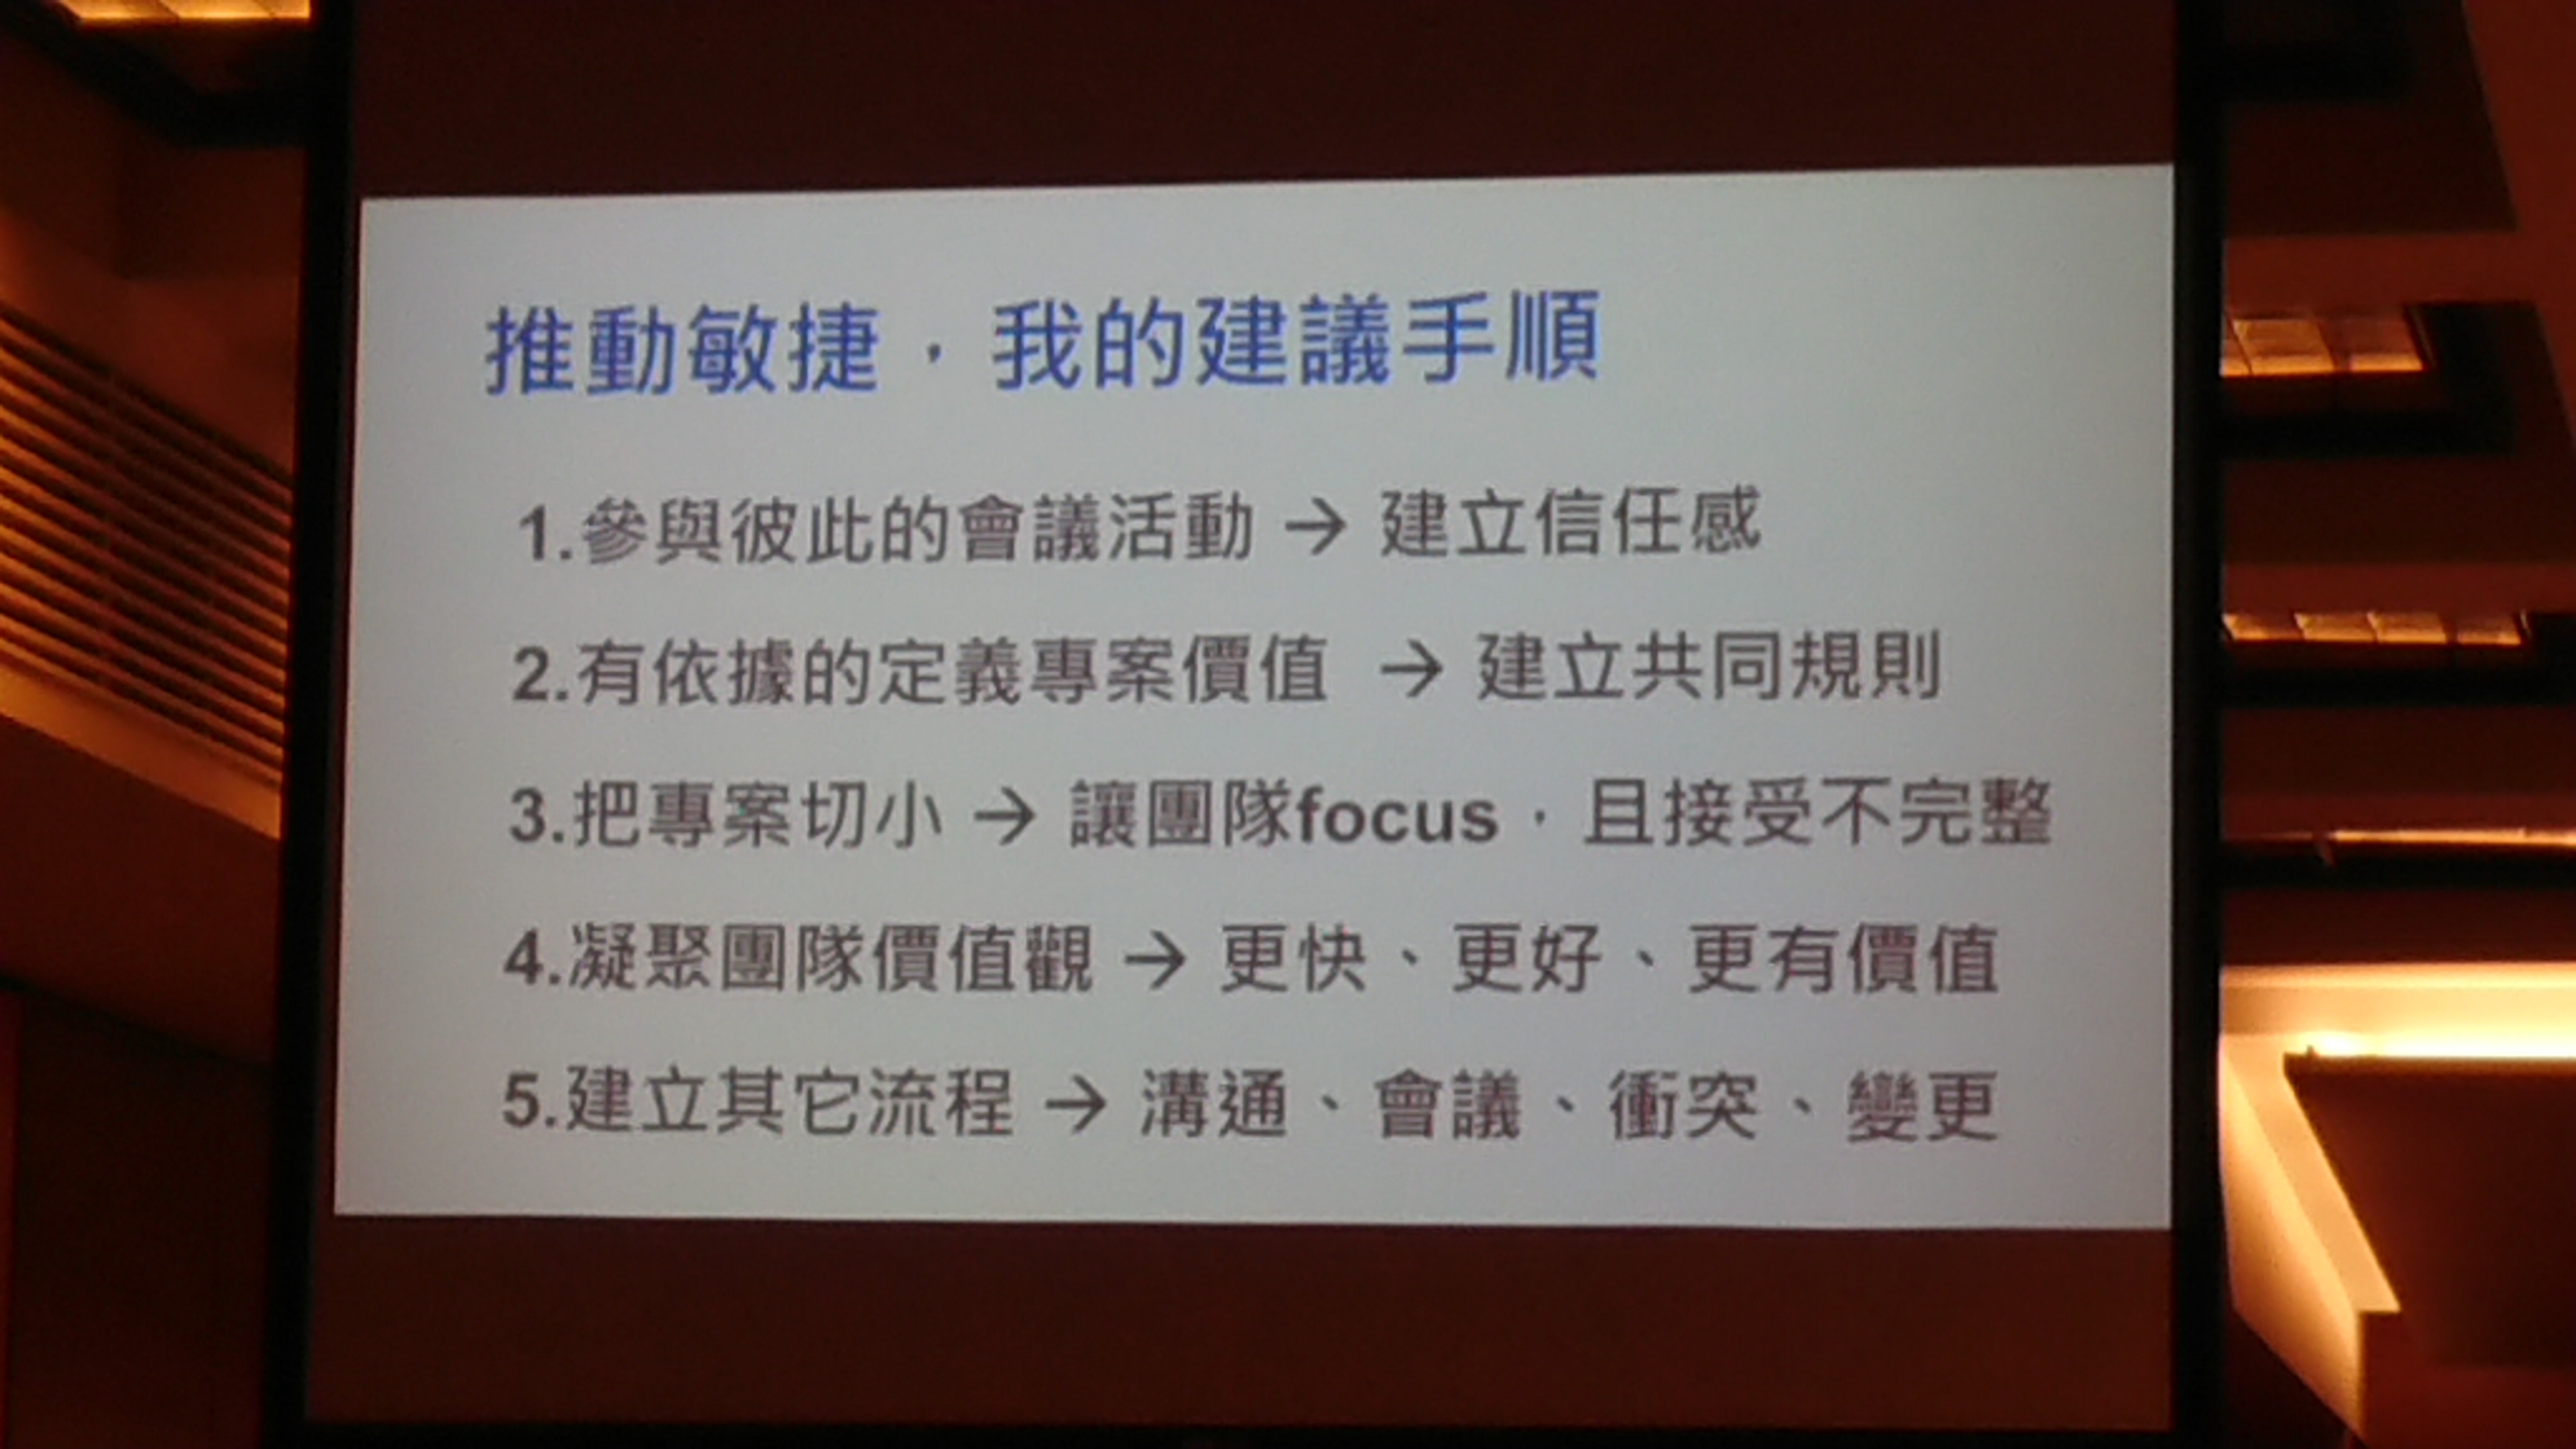 推動敏捷，我的建議手順
1.參與彼此的會議活動 → 建立信任感
2.有依據的定義專案價值 → 建立共同規則
3.把專案切小 → 讓團隊focus，且接受不完整
4.凝聚團隊價值觀 → 更快、更好、更有價值
5.建立其它流程 → 溝通、會議、衝突、變更